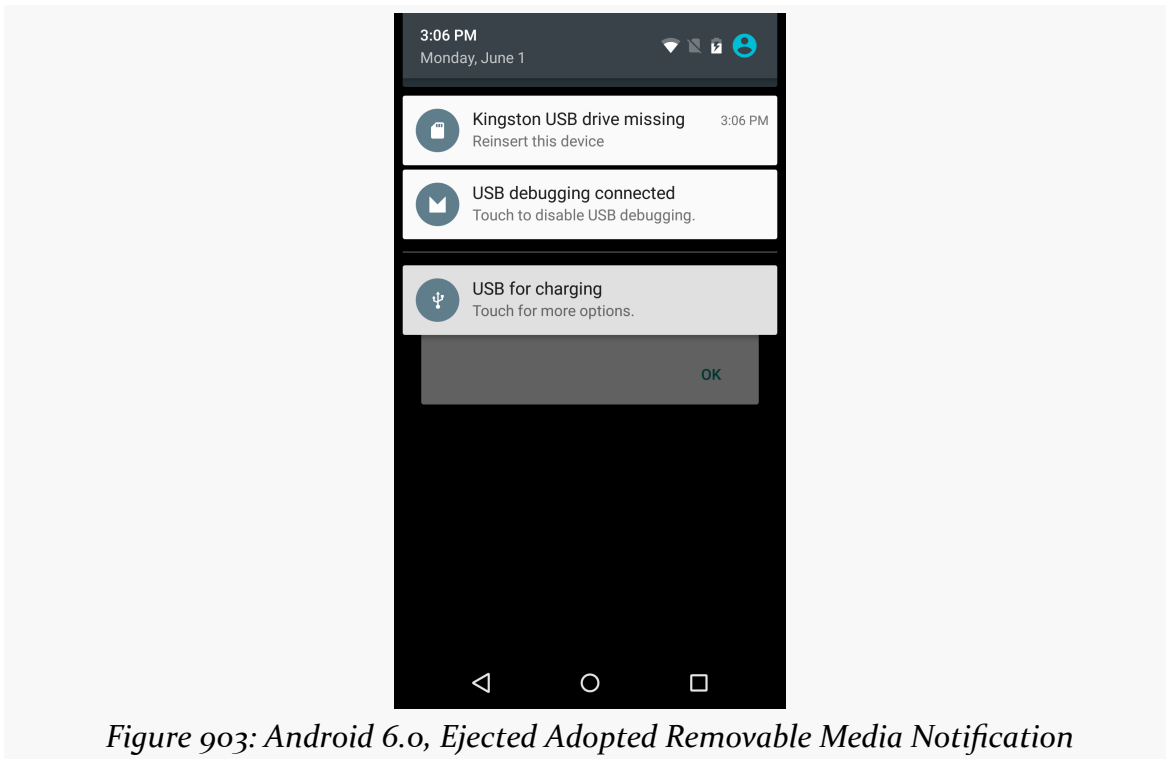 3:06 PM
Monday, June 1
Kingston USB drive missing 3:06 PM
Reinsert this device
USB debugging connected
Touch to disable USB debugging.
USB for charging
Touch for more options.
OK
Figure 903: Android 6.0, Ejected Adopted Removable Media Notification